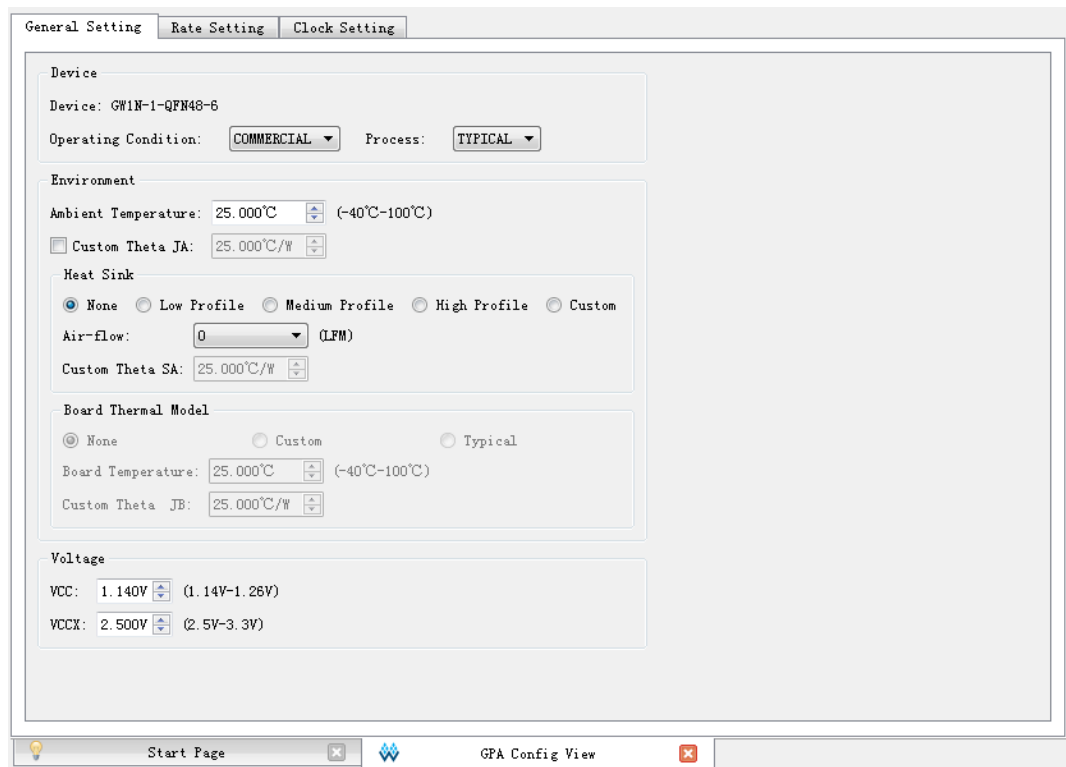 General Setting Rate Setting Clock Setting
Device
Device: GW1N-1-QFN48-6
Operating Condition: COMMERCIAL Process: TYPICAL
Environment
Ambient Temperature: 25.000℃ (-40℃-100℃)
Custom Theta JA: 25.000℃/W
Heat Sink
None Low Profile Medium Profile High Profile Custom
Air-flow: 0 (LFM)
Custom Theta SA: 25.000℃/W
Board Thermal Model
None Custom Typical
Board Temperature: 25.000℃ (-40℃-100℃)
Custom Theta JB: 25.000℃/W
Voltage
VCC: 1.140V (1.14V-1.26V)
VCCX: 2.500V (2.5V-3.3V)
Start Page GPA Config View